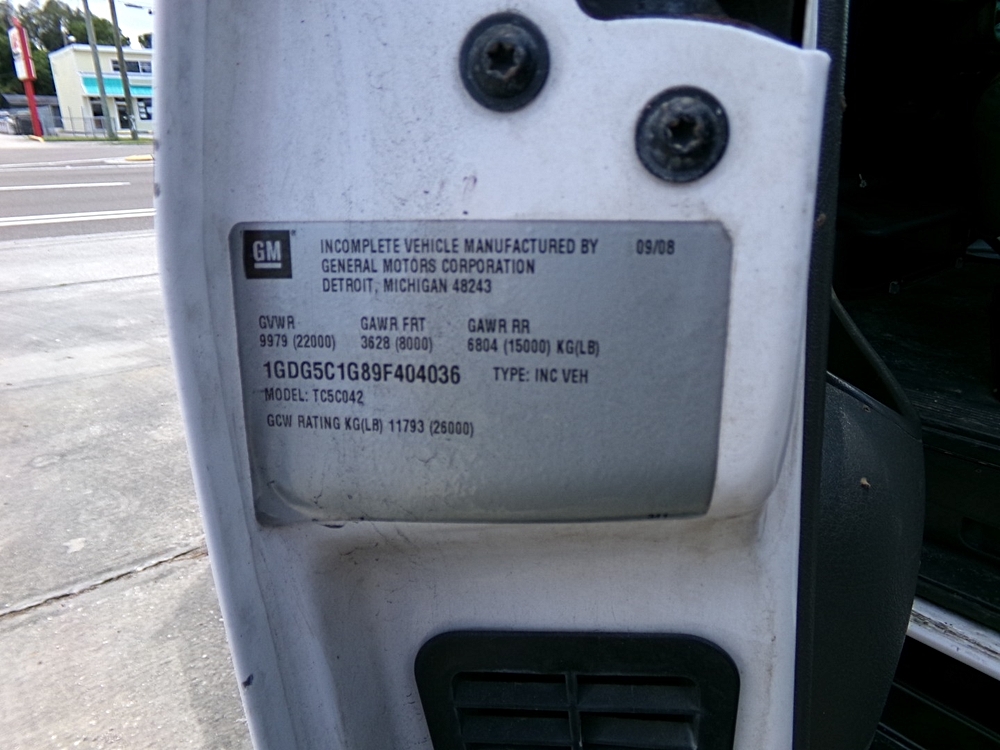 GM
INCOMPLETE VEHICLE MANUFACTURED BY 09/08
GENERAL MOTORS CORPORATION
DETROIT, MICHIGAN 48243
GVWR GAWR FRT GAWR RR
9979 (22000) 3628 (8000) 6804 (15000) KG(LB)
1GDG5C1G89F404036 TYPE: INC VEH
MODEL: TC5C042
GCW RATING KG(LB) 11793 (26000)